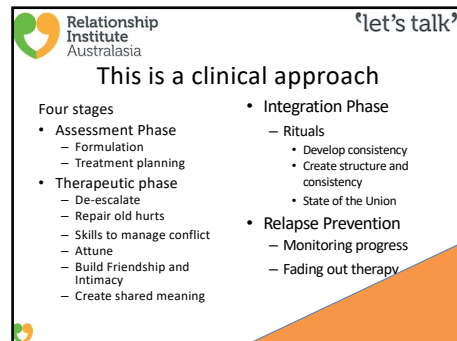 Relationship
Institute
Australasia
‘let’s talk’
This is a clinical approach
Four stages
• Assessment Phase
– Formulation
– Treatment planning
• Therapeutic phase
– De-escalate
– Repair old hurts
– Skills to manage conflict
– Attune
– Build Friendship and
Intimacy
– Create shared meaning
• Integration Phase
– Rituals
• Develop consistency
• Create structure and
consistency
• State of the Union
• Relapse Prevention
– Monitoring progress
– Fading out therapy